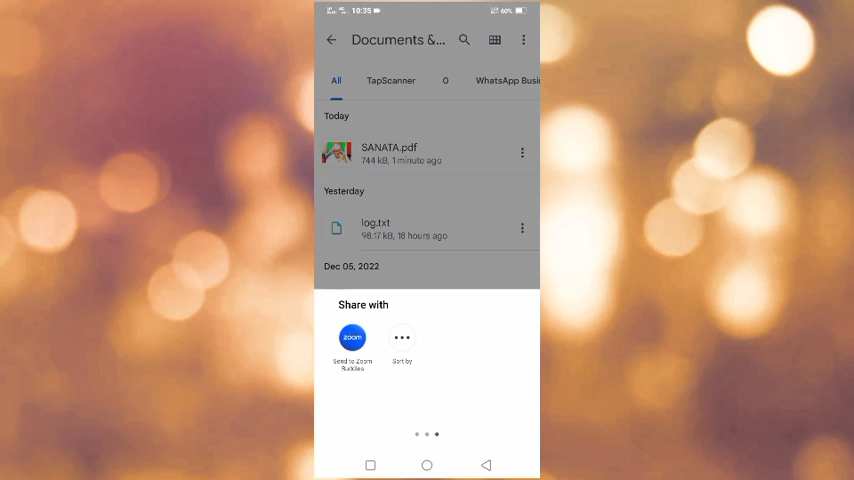 10:35 60%
Documents &...
All TapScanner 0 WhatsApp Busi
Today
SANATA.pdf
744 kB, 1 minute ago
Yesterday
log.txt
98.17 kB, 18 hours ago
Dec 05, 2022
Share with
zoom
Send to Zoom
Buddies
Sort by